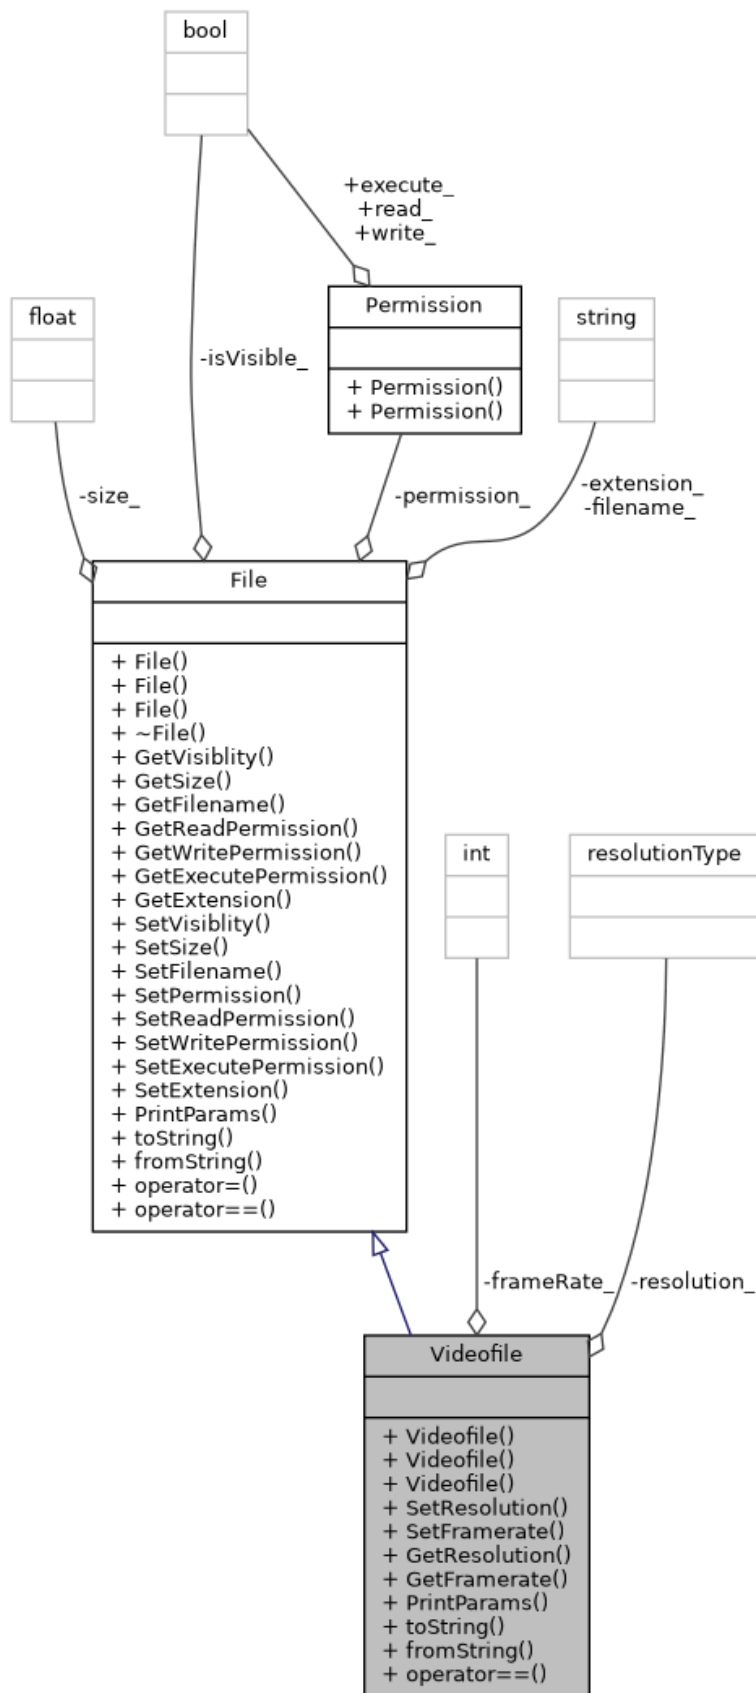 bool
+execute_
+read_
+write_
float
Permission
string
-isVisible_
+ Permission()
+ Permission()
-size_
-permission_
-extension_
-filename_
File
+ File()
+ File()
+ File()
+ ~File()
+ GetVisiblity()
+ GetSize()
+ GetFilename()
+ GetReadPermission()
+ GetWritePermission()
+ GetExecutePermission()
+ GetExtension()
+ SetVisiblity()
+ SetSize()
+ SetFilename()
+ SetPermission()
+ SetReadPermission()
+ SetWritePermission()
+ SetExecutePermission()
+ SetExtension()
+ PrintParams()
+ toString()
+ fromString()
+ operator=()
+ operator==()
int
resolutionType
-frameRate_
-resolution_
Videofile
+ Videofile()
+ Videofile()
+ Videofile()
+ SetResolution()
+ SetFramerate()
+ GetResolution()
+ GetFramerate()
+ PrintParams()
+ toString()
+ fromString()
+ operator==()